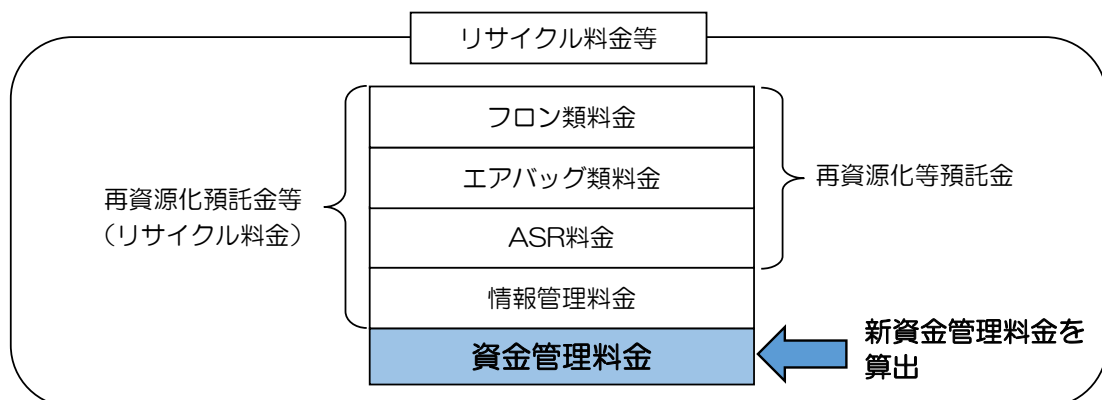 リサイクル料金等
フロン類料金
エアバッグ類料金
ASR料金
情報管理料金
資金管理料金
再資源化預託金等
（リサイクル料金）
再資源化等預託金
新資金管理料金を
算出